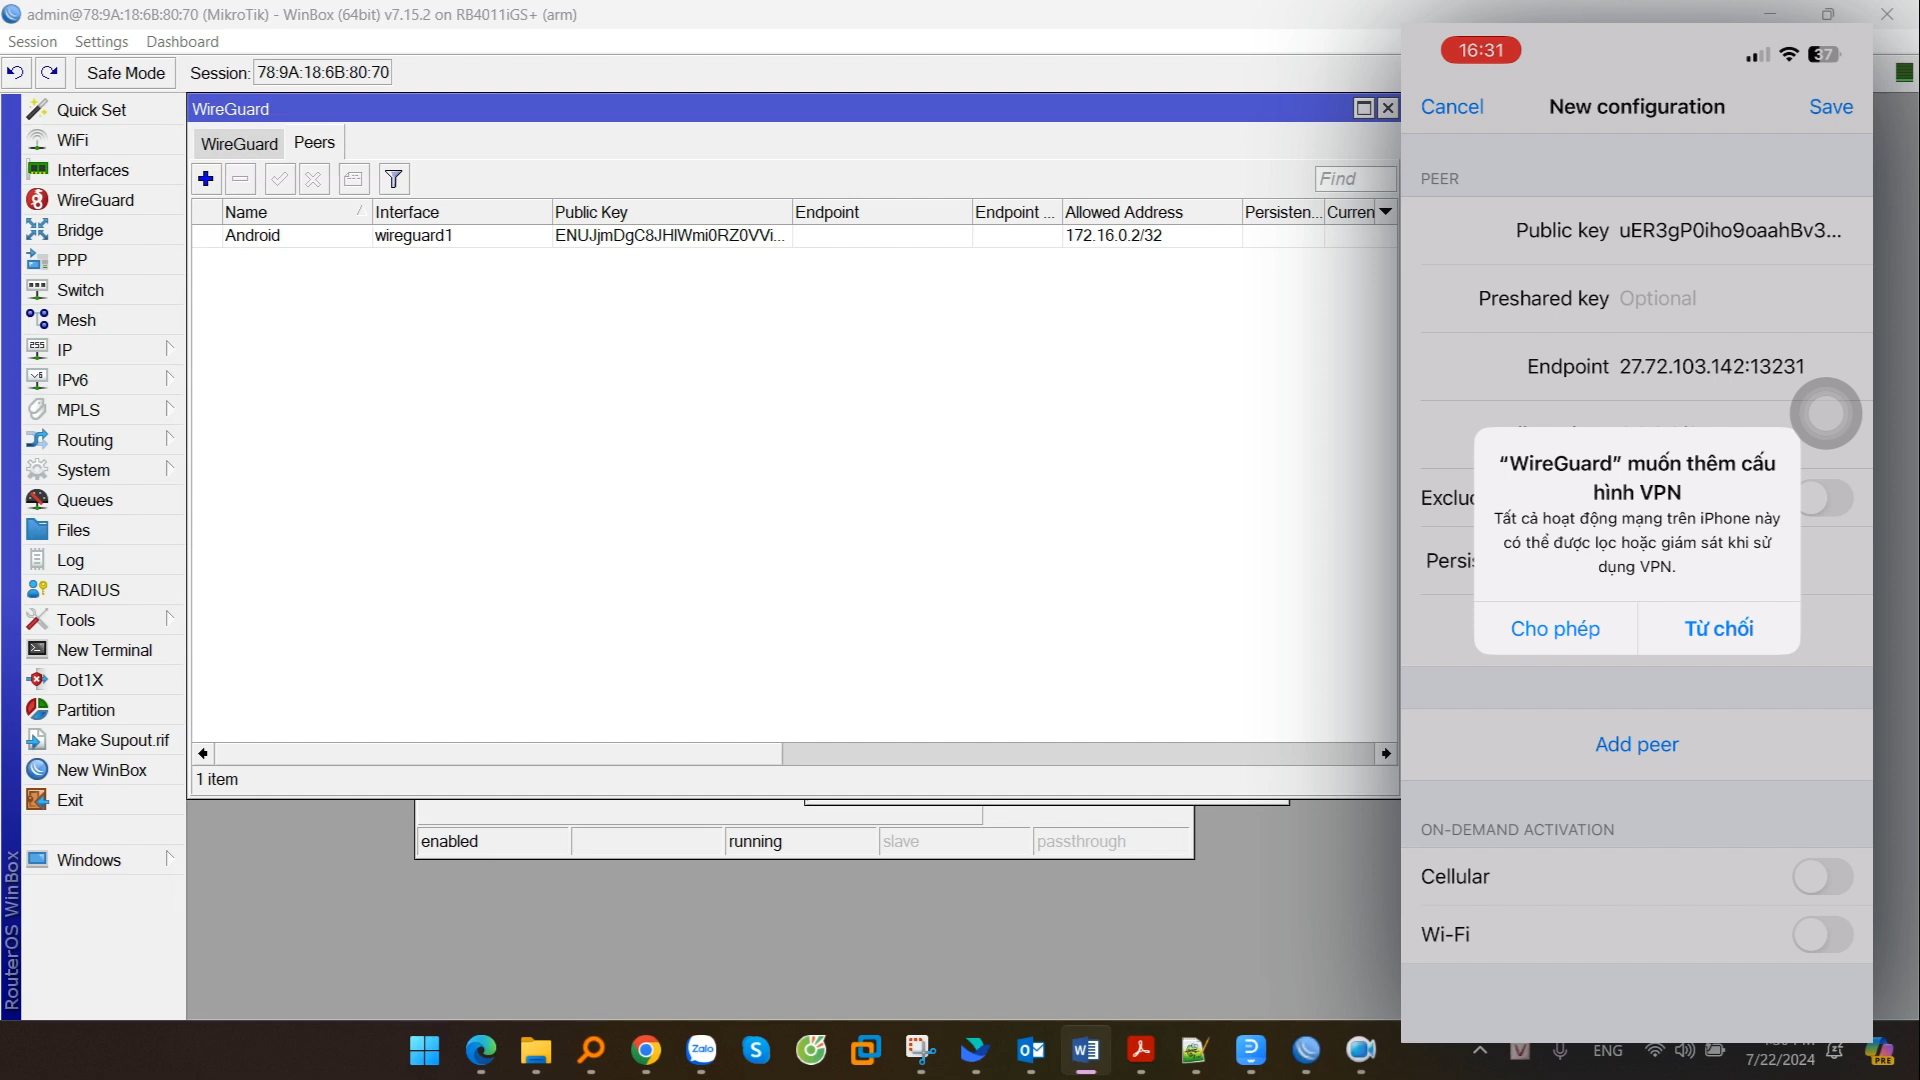 admin@78:9A:18:6B:80:70 (MikroTik) - WinBox (64bit) v7.15.2 on RB4011iGS+ (arm)
Session Settings Dashboard
Safe Mode Session: 78:9A:18:6B:80:70
Quick Set
WiFi
Interfaces
WireGuard
Bridge
PPP
Switch
Mesh
IP
IPv6
MPLS
Routing
System
Queues
Files
Log
RADIUS
Tools
New Terminal
Dot1X
Partition
Make Supout.rif
New WinBox
Exit
Windows
RouterOS WinBox
WireGuard
WireGuard Peers
Find
Name Interface Public Key Endpoint Endpoint ... Allowed Address Persisten... Curren
Android wireguard1 ENUJjmDgC8JHIWmi0RZ0VVi... 172.16.0.2/32
1 item
enabled running slave passthrough
16:31
37
Cancel New configuration Save
PEER
Public key uER3gP0iho9oaahBv3...
Preshared key Optional
Endpoint 27.72.103.142:13231
“WireGuard” muốn thêm cấu
hình VPN
Tất cả hoạt động mạng trên iPhone này
có thể được lọc hoặc giám sát khi sử
dụng VPN.
Cho phép Từ chối
Add peer
ON-DEMAND ACTIVATION
Cellular
Wi-Fi
Zalo
ENG
7/22/2024
PRE